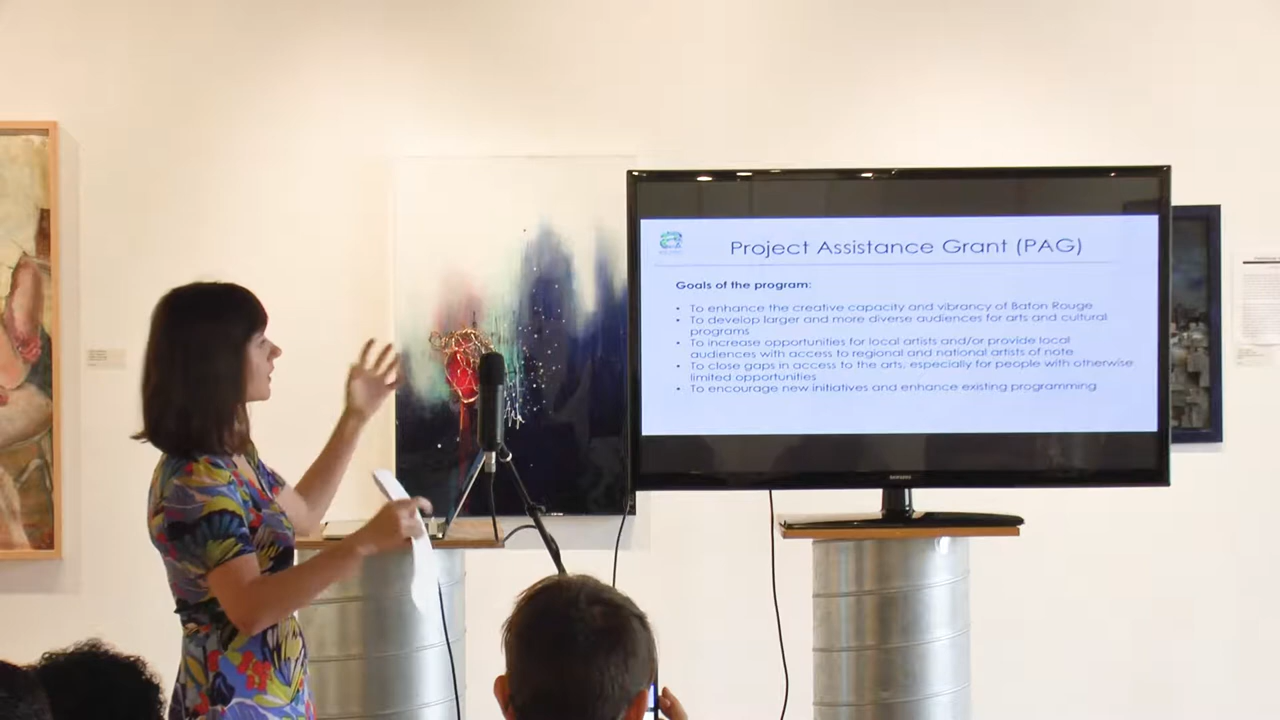 Project Assistance Grant (PAG)
Goals of the program:
• To enhance the creative capacity and vibrancy of Baton Rouge
• To develop larger and more diverse audiences for arts and cultural
programs
• To increase opportunities for local artists and/or provide local
audiences with access to regional and national artists of note
• To close gaps in access to the arts, especially for people with otherwise
limited opportunities
• To encourage new initiatives and enhance existing programming
SAMSUNG